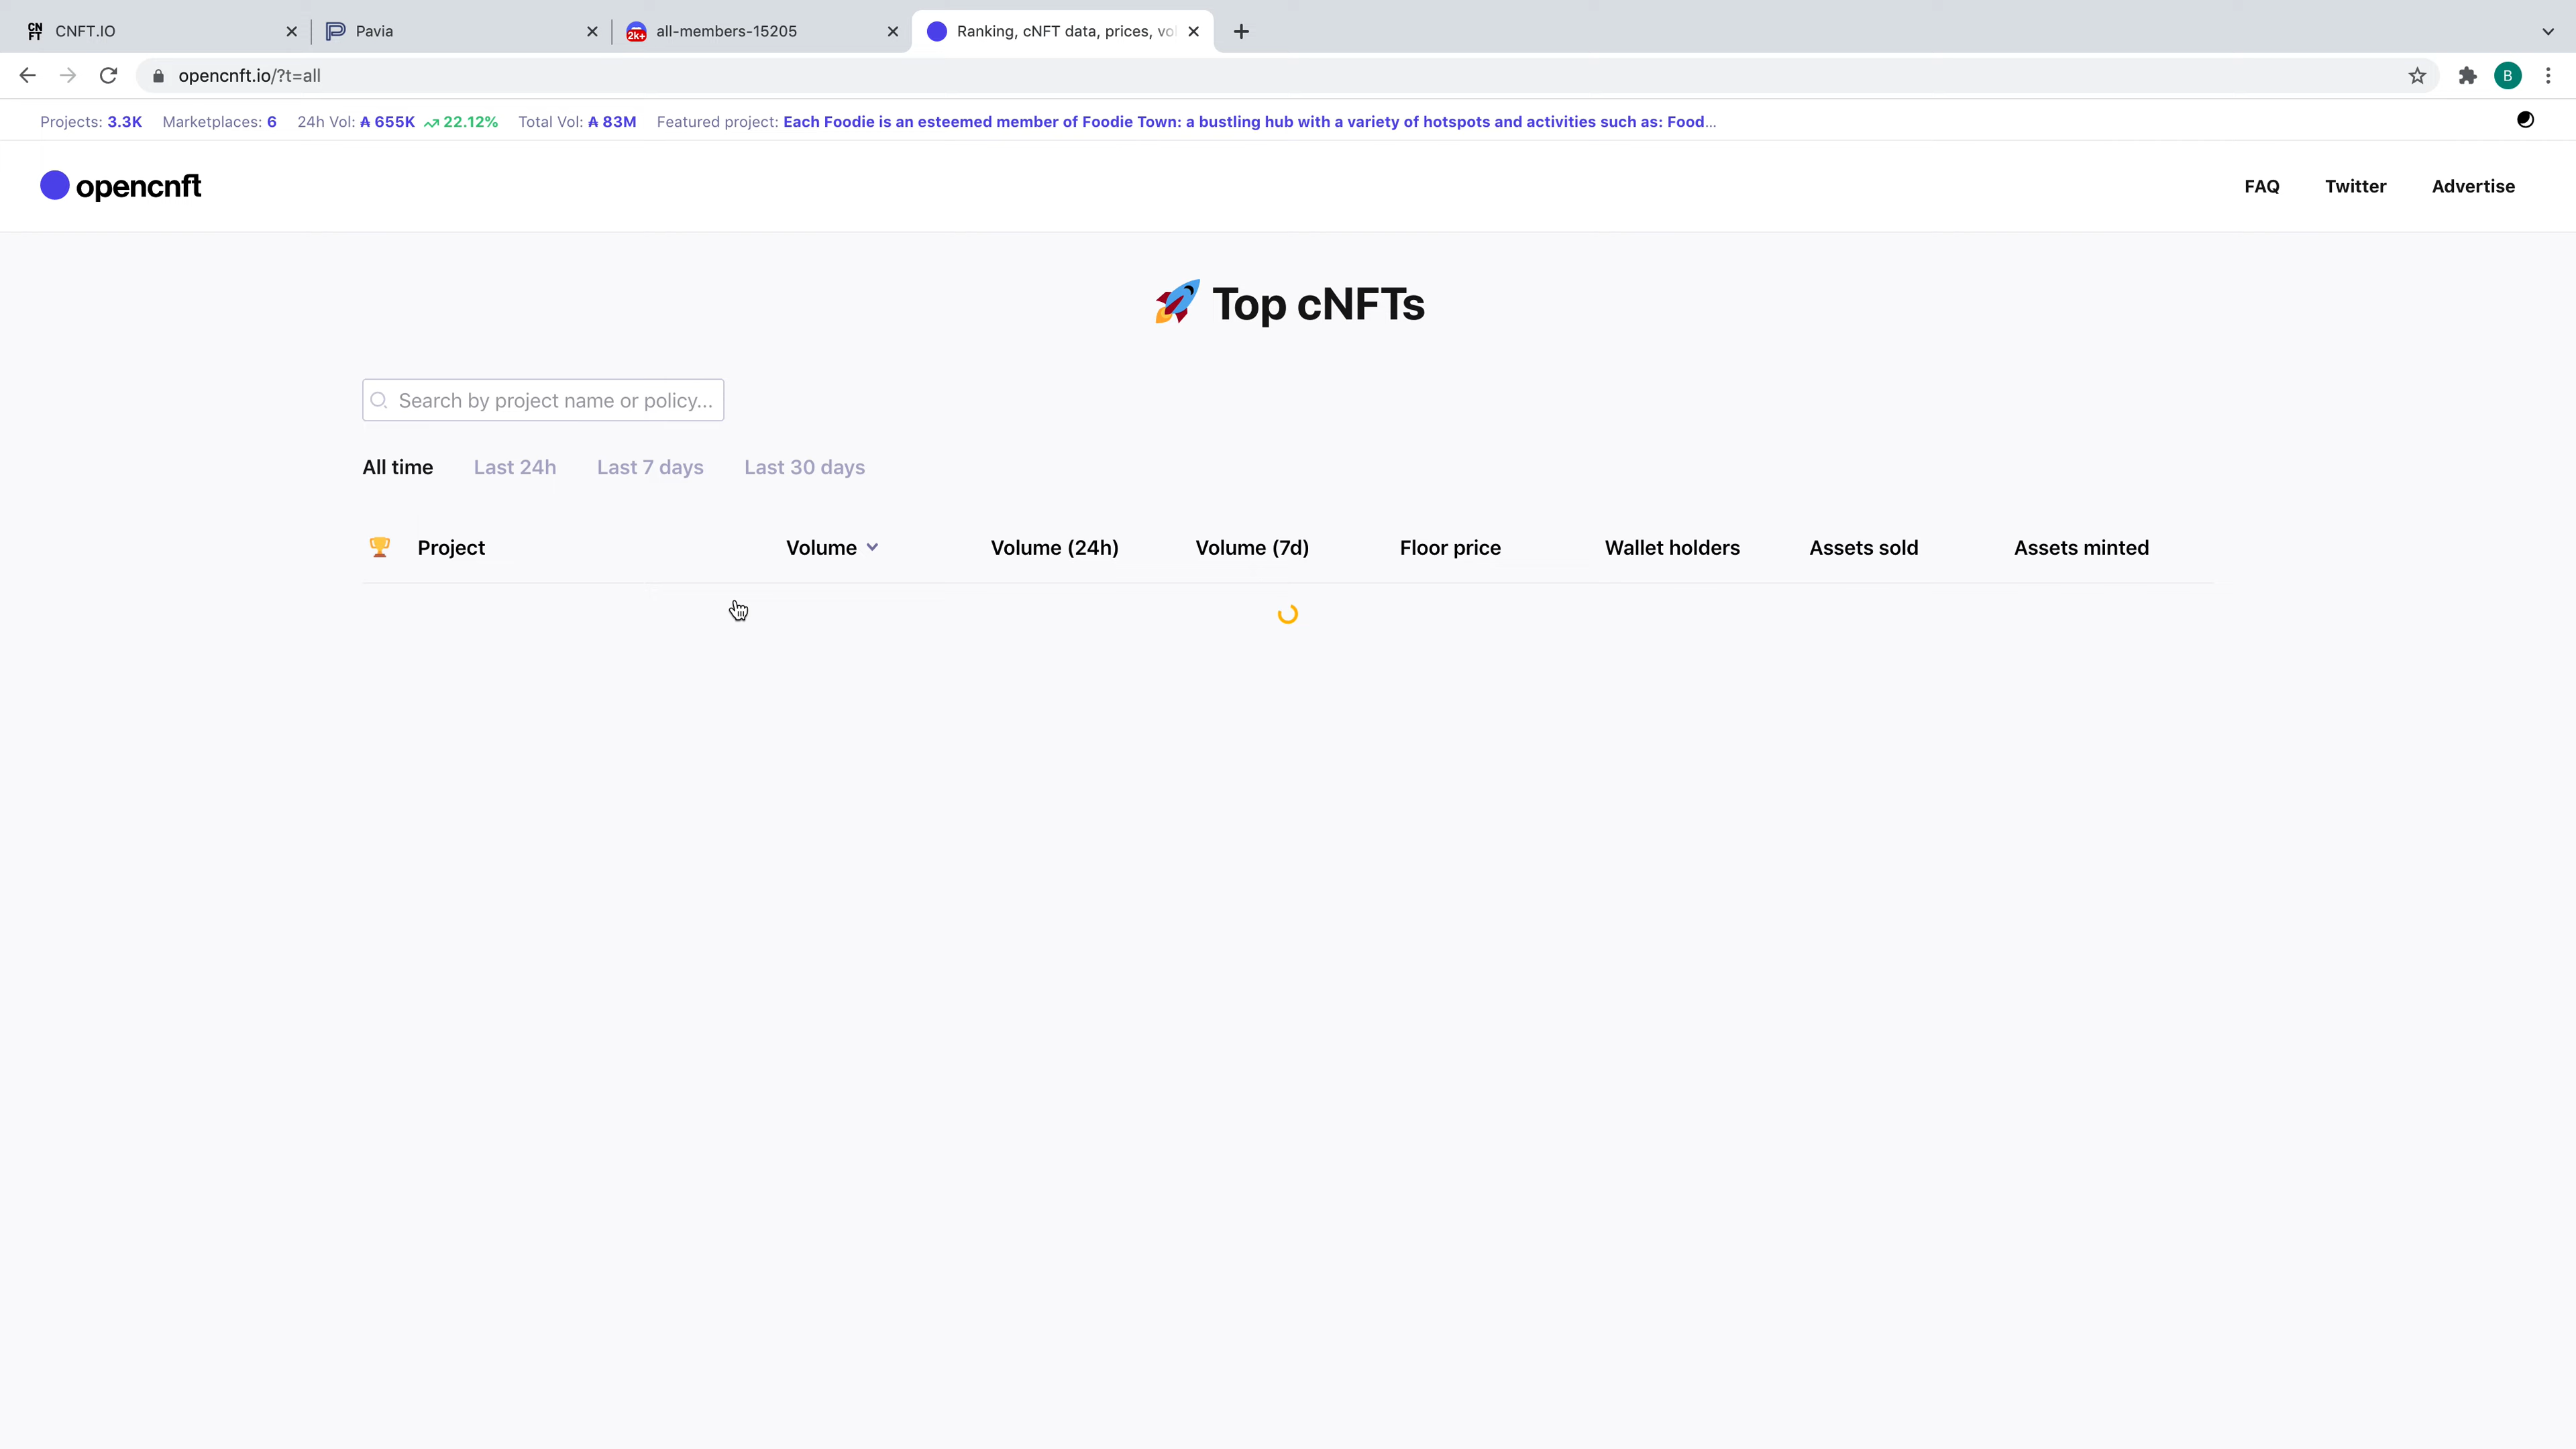 CNFT.IO
Pavia
2k+
all-members-15205
Ranking, cNFT data, prices, vo
B
opencnft.io/?t=all
Projects: 3.3K Marketplaces: 6 24h Vol: ₳ 655K 22.12% Total Vol: ₳ 83M Featured project: Each Foodie is an esteemed member of Foodie Town: a bustling hub with a variety of hotspots and activities such as: Food...
opencnft
FAQ Twitter Advertise
Top cNFTs
Search by project name or policy...
All time Last 24h Last 7 days Last 30 days
Project Volume Volume (24h) Volume (7d) Floor price Wallet holders Assets sold Assets minted